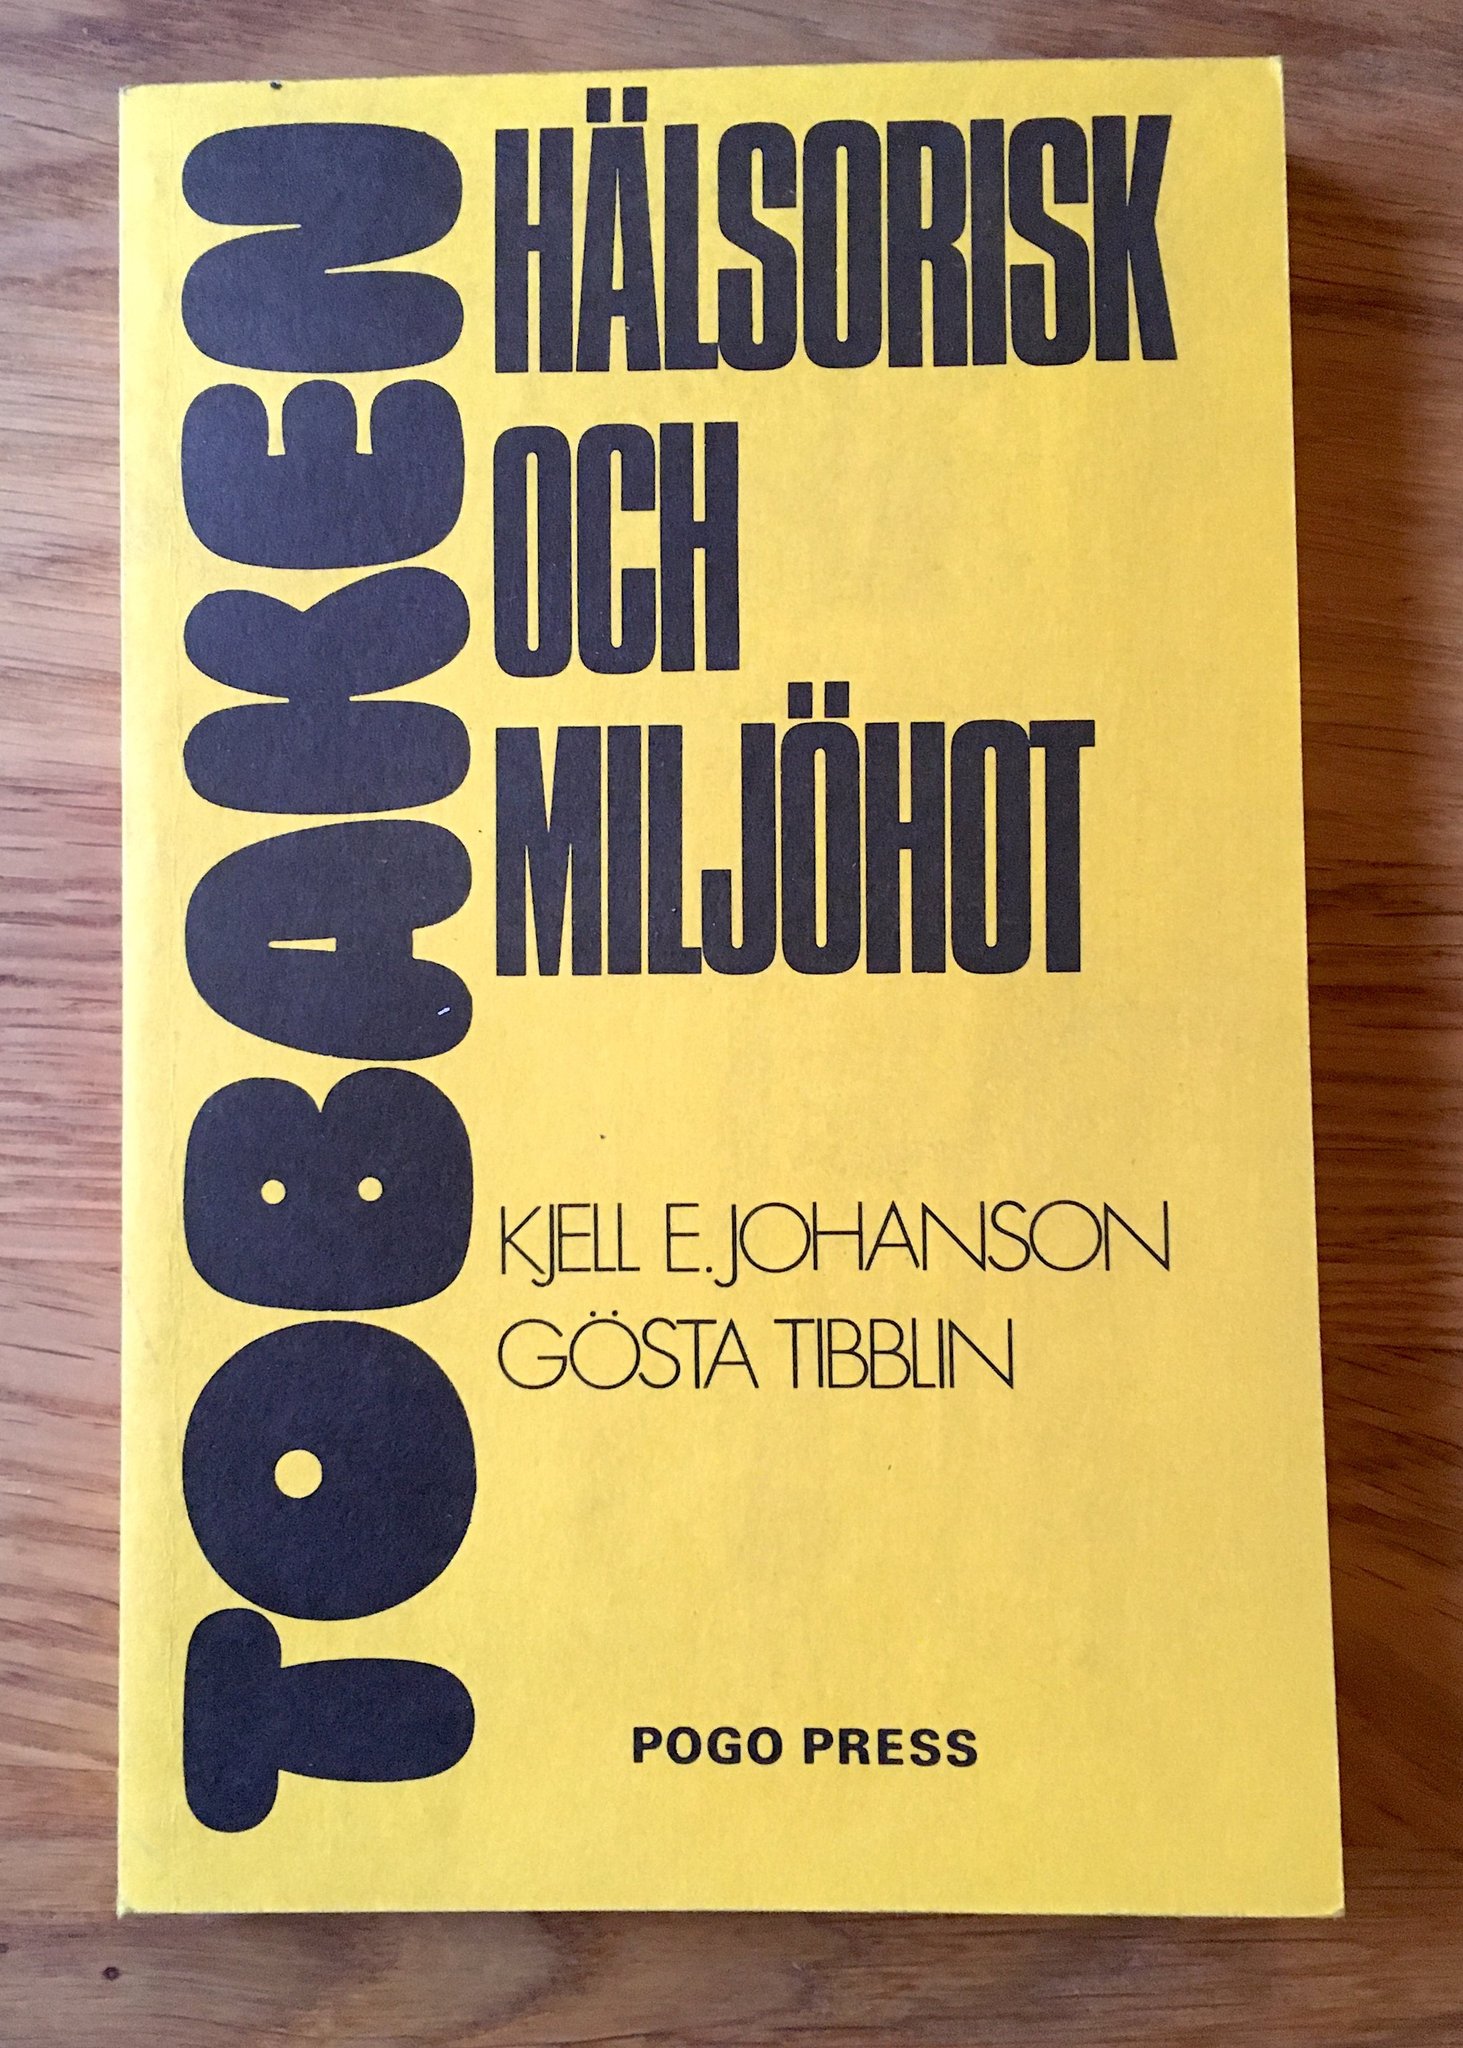 TOBAKEN
HÄLSORISK
OCH
MILJÖHOT
KJELL E. JOHANSON
GÖSTA TIBBLIN
POGO PRESS